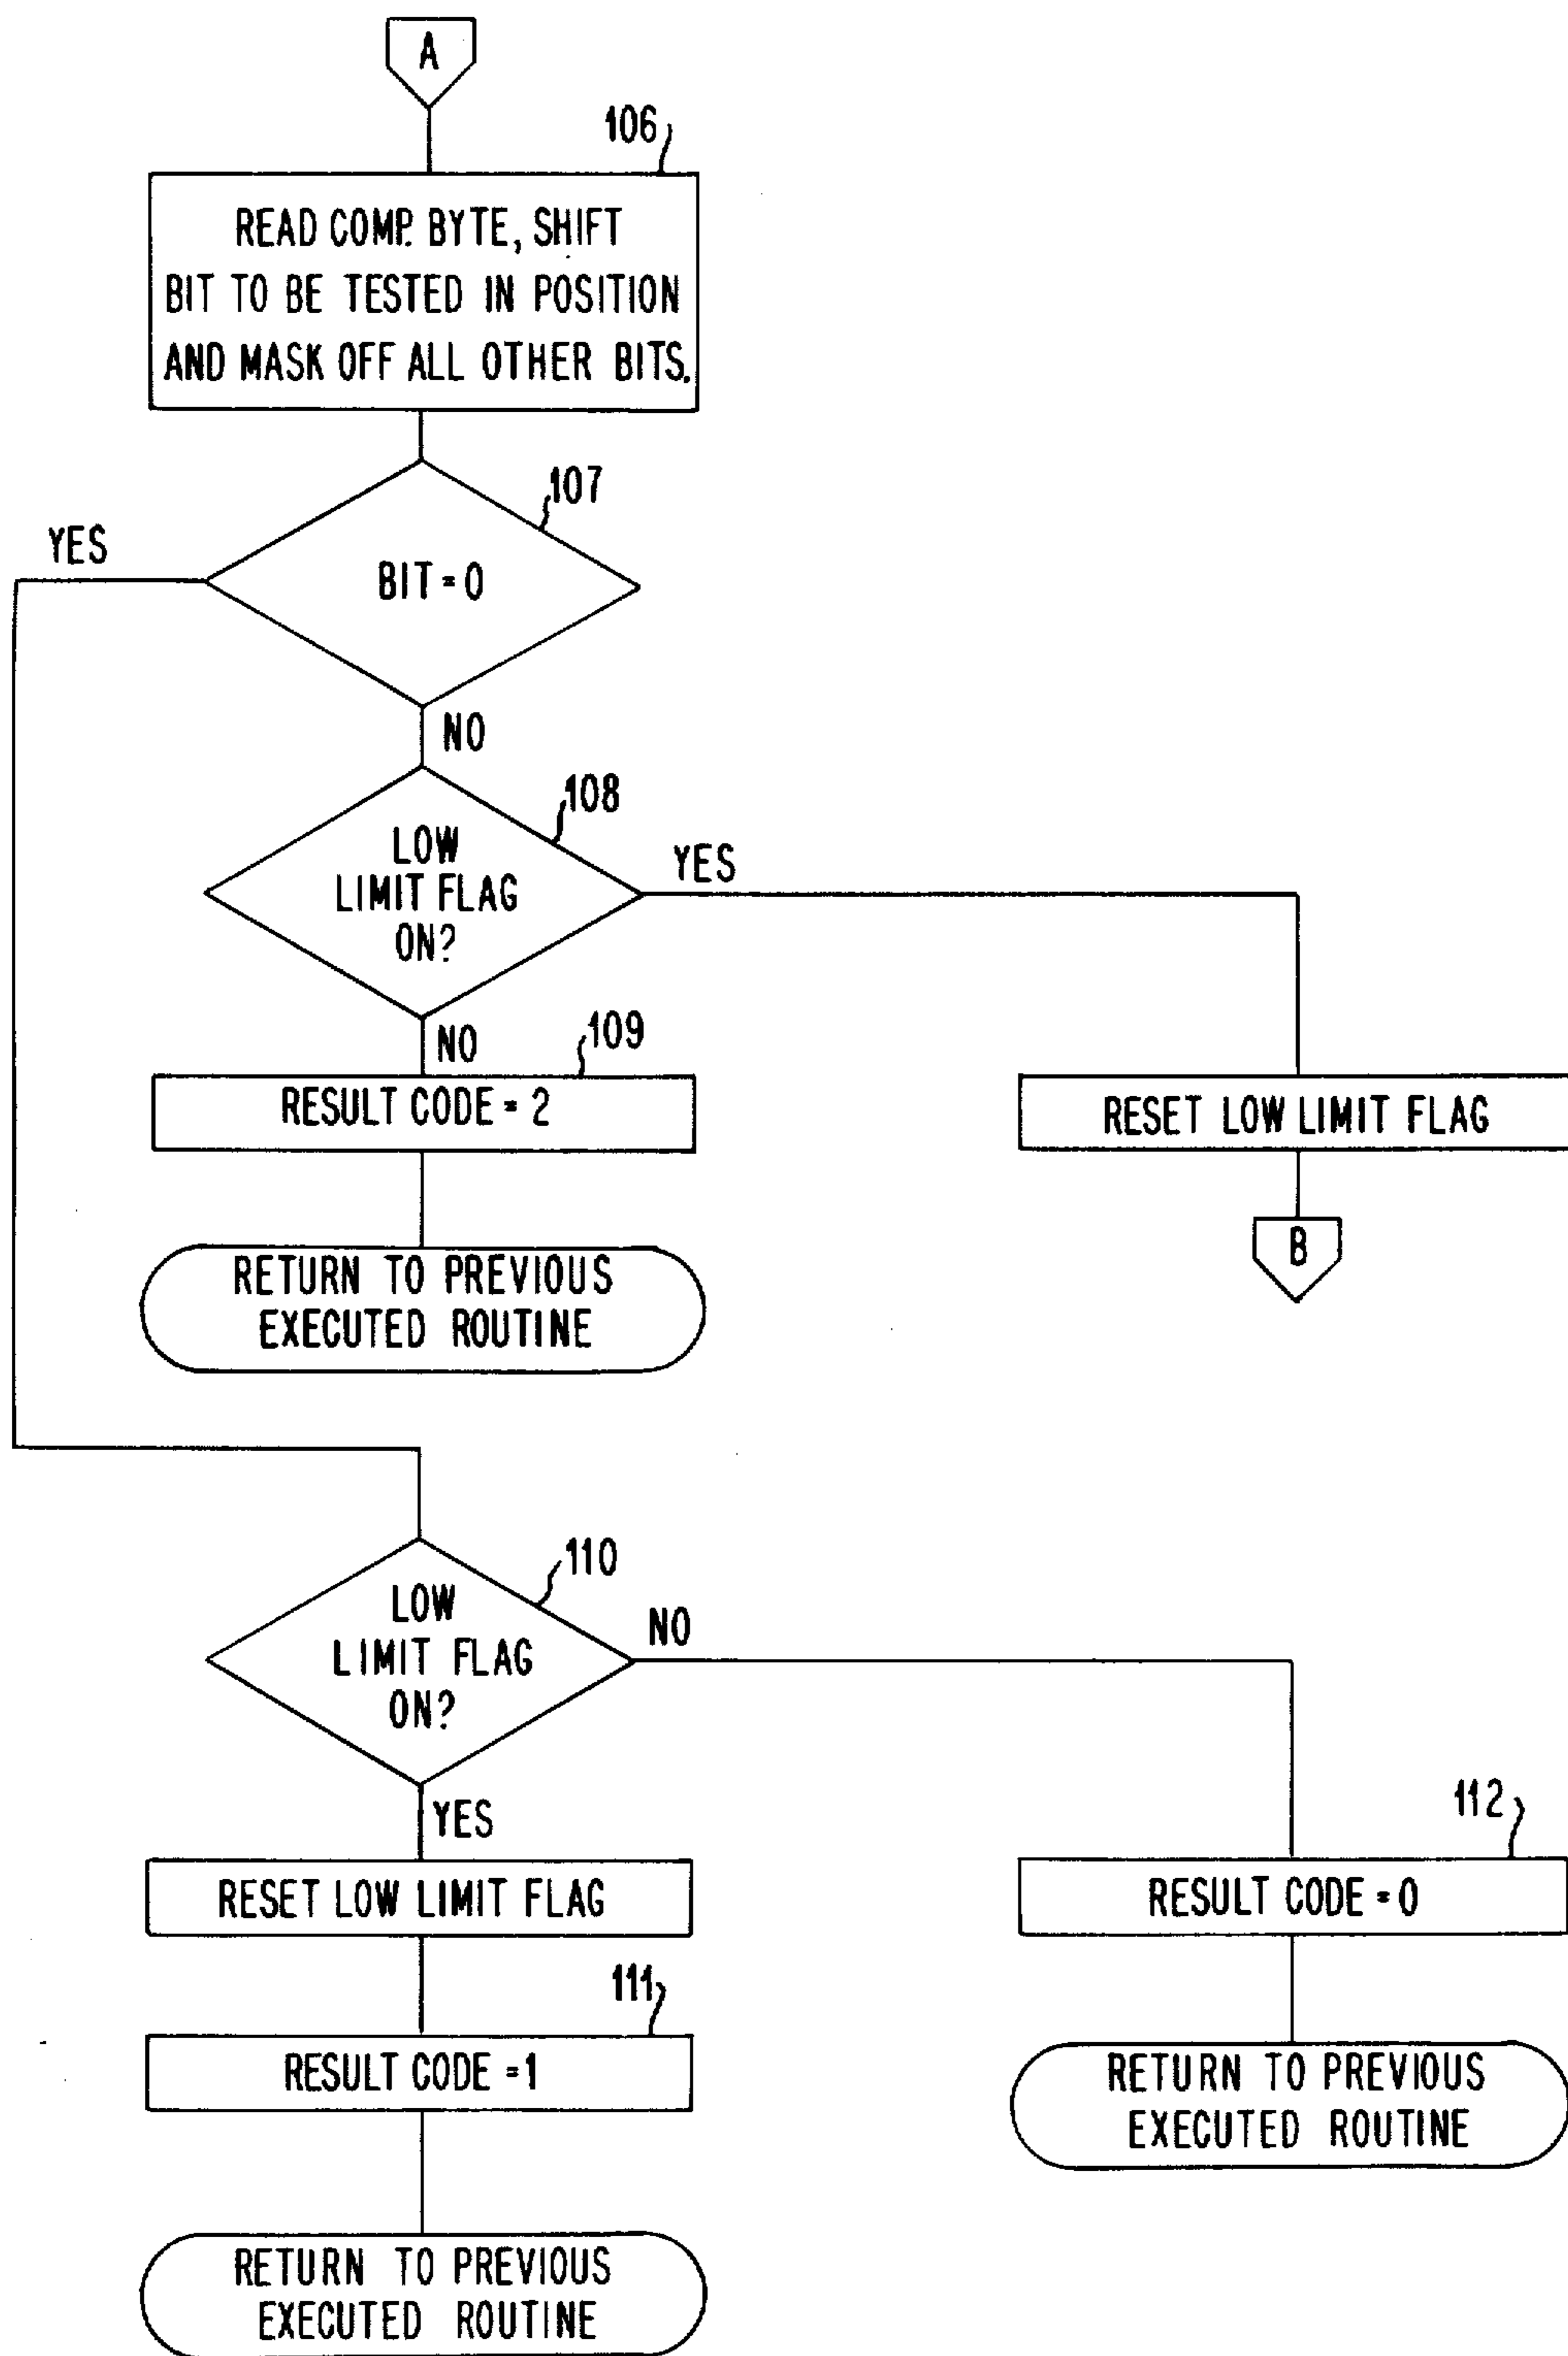 A
106
READ COMP. BYTE, SHIFT
BIT TO BE TESTED IN POSITION
AND MASK OFF ALL OTHER BITS.
107
YES
BIT = 0
NO
108
LOW
LIMIT FLAG
ON?
YES
NO
109
RESULT CODE = 2
RESET LOW LIMIT FLAG
RETURN TO PREVIOUS
EXECUTED ROUTINE
B
110
LOW
LIMIT FLAG
ON?
NO
YES
112
RESET LOW LIMIT FLAG
RESULT CODE = 0
111
RESULT CODE = 1
RETURN TO PREVIOUS
EXECUTED ROUTINE
RETURN TO PREVIOUS
EXECUTED ROUTINE